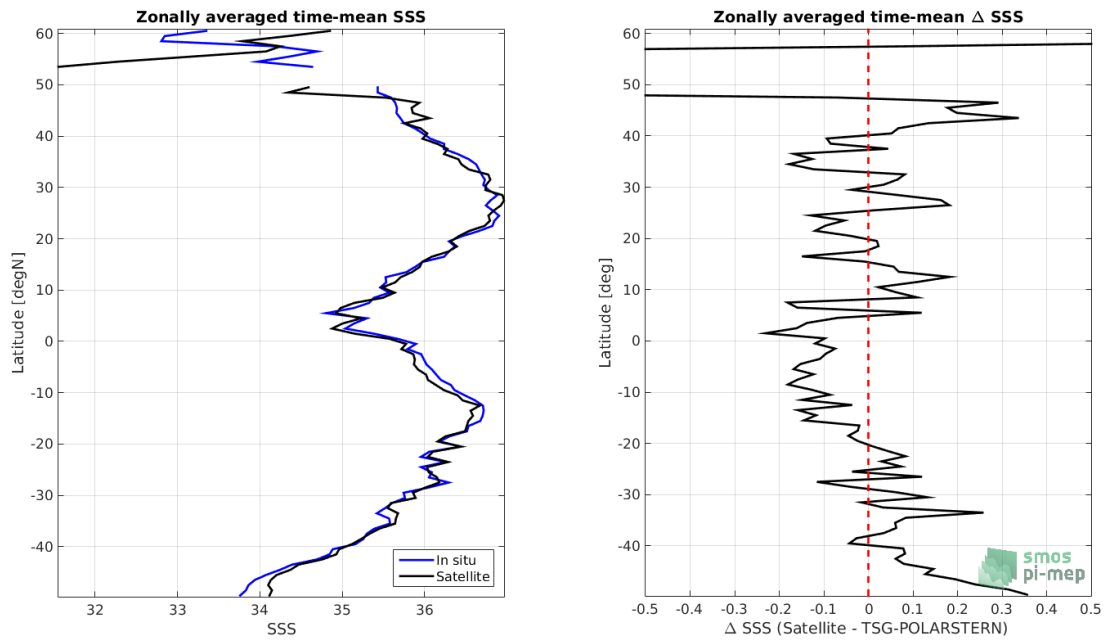 Zonally averaged time-mean SSS
60
50
40
30
20
10
0
-10
-20
-30
-40
Latitude [degN]
32 33 34 35 36
SSS
In situ
Satellite
Zonally averaged time-mean Δ SSS
60
50
40
30
20
10
0
-10
-20
-30
-40
Latitude [deg]
-0.5 -0.4 -0.3 -0.2 -0.1 0 0.1 0.2 0.3 0.4 0.5
Δ SSS (Satellite - TSG-POLARSTERN)
smos
pi-mep